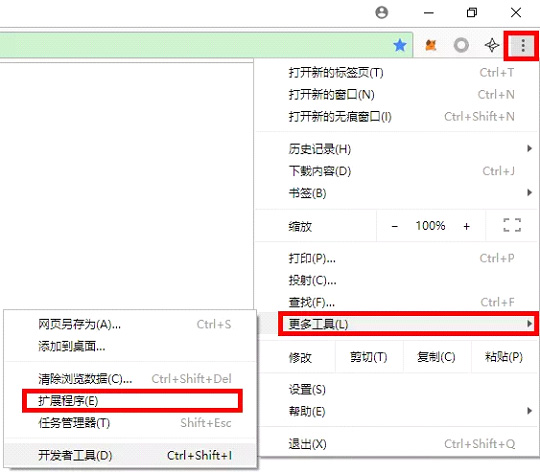 打开新的标签页(T) Ctrl+T
打开新的窗口(N) Ctrl+N
打开新的无痕窗口(I) Ctrl+Shift+N
历史记录(H)
下载内容(D) Ctrl+J
书签(B)
缩放 − 100% +
打印(P)... Ctrl+P
投射(C)...
查找(F)... Ctrl+F
更多工具(L)
网页另存为(A)... Ctrl+S
添加到桌面...
清除浏览数据(C)... Ctrl+Shift+Del
扩展程序(E)
任务管理器(T) Shift+Esc
开发者工具(D) Ctrl+Shift+I
修改 剪切(T) 复制(C) 粘贴(P)
设置(S)
帮助(E)
退出(X) Ctrl+Shift+Q